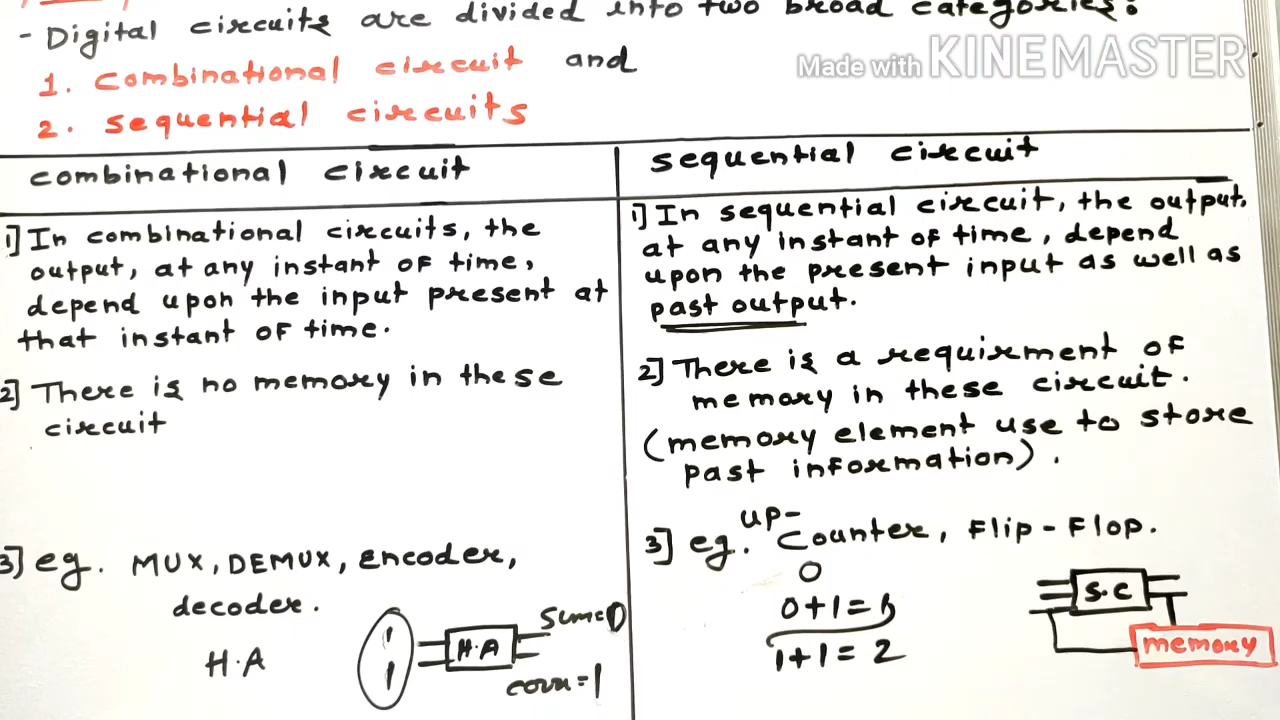 - Digital circuits are divided into two broad categories:
Made with KINEMASTER
1. combinational circuit and
2. sequential circuits
combinational circuit
sequential circuit
1] In combinational circuits, the
output, at any instant of time,
depend upon the input present at
that instant of time.
2] There is no memory in these
circuit
3] eg. MUX, DEMUX, Encoder,
decoder.
H.A
1
1
H.A
sum=0
1] In sequential circuit, the output,
at any instant of time, depend
upon the present input as well as
past output.
2] There is a requirment of
memory in these circuit.
(memory element use to store
past information).
3] eg. up-
counter, Flip-Flop.
0
0+1=1
1+1=2
S.C
memory